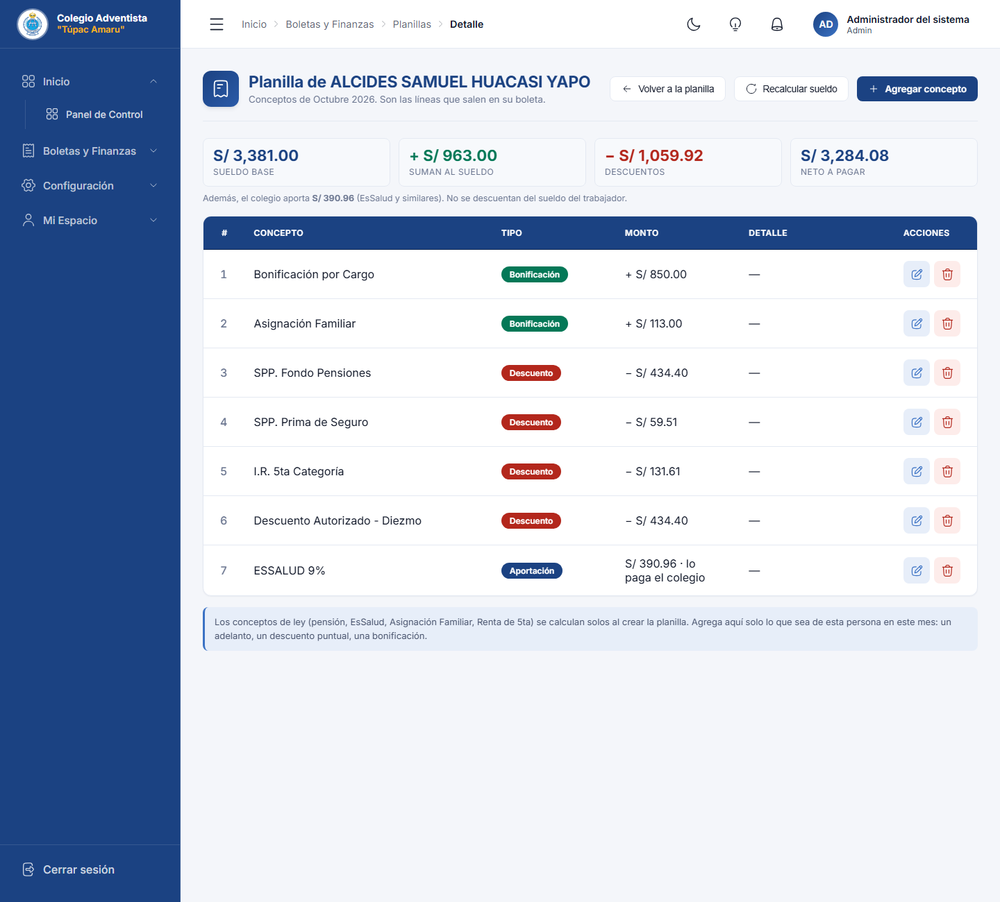 Colegio Adventista
"Túpac Amaru"
Inicio
Panel de Control
Boletas y Finanzas
Configuración
Mi Espacio
Cerrar sesión
Inicio > Boletas y Finanzas > Planillas > Detalle
AD
Administrador del sistema
Admin
Planilla de ALCIDES SAMUEL HUACASI YAPO
Conceptos de Octubre 2026. Son las líneas que salen en su boleta.
Volver a la planilla
Recalcular sueldo
Agregar concepto
S/ 3,381.00
SUELDO BASE
+ S/ 963.00
SUMAN AL SUELDO
− S/ 1,059.92
DESCUENTOS
S/ 3,284.08
NETO A PAGAR
Además, el colegio aporta S/ 390.96 (EsSalud y similares). No se descuentan del sueldo del trabajador.
# CONCEPTO TIPO MONTO DETALLE ACCIONES
1 Bonificación por Cargo Bonificación + S/ 850.00 —
2 Asignación Familiar Bonificación + S/ 113.00 —
3 SPP. Fondo Pensiones Descuento − S/ 434.40 —
4 SPP. Prima de Seguro Descuento − S/ 59.51 —
5 I.R. 5ta Categoría Descuento − S/ 131.61 —
6 Descuento Autorizado - Diezmo Descuento − S/ 434.40 —
7 ESSALUD 9% Aportación S/ 390.96 · lo
paga el colegio —
Los conceptos de ley (pensión, EsSalud, Asignación Familiar, Renta de 5ta) se calculan solos al crear la planilla. Agrega aquí solo lo que sea de esta persona en este mes: un
adelanto, un descuento puntual, una bonificación.